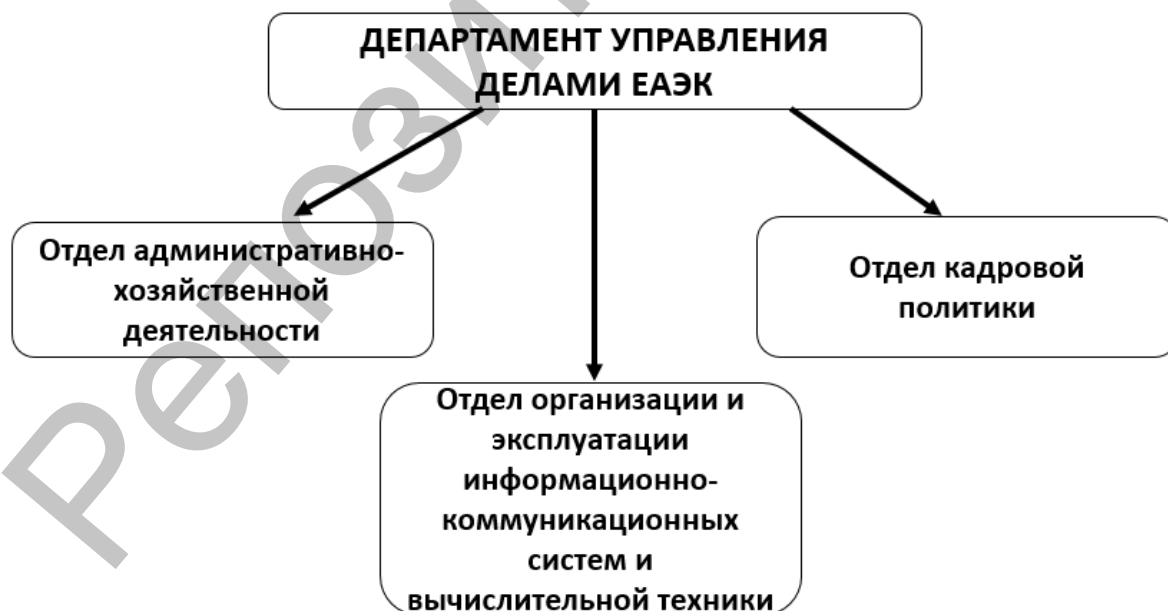 ДЕПАРТАМЕНТ УПРАВЛЕНИЯ
ДЕЛАМИ ЕАЭК
Отдел административно-
хозяйственной
деятельности
Отдел кадровой
политики
Отдел организации и
эксплуатации
информационно-
коммуникационных
систем и
вычислительной техники